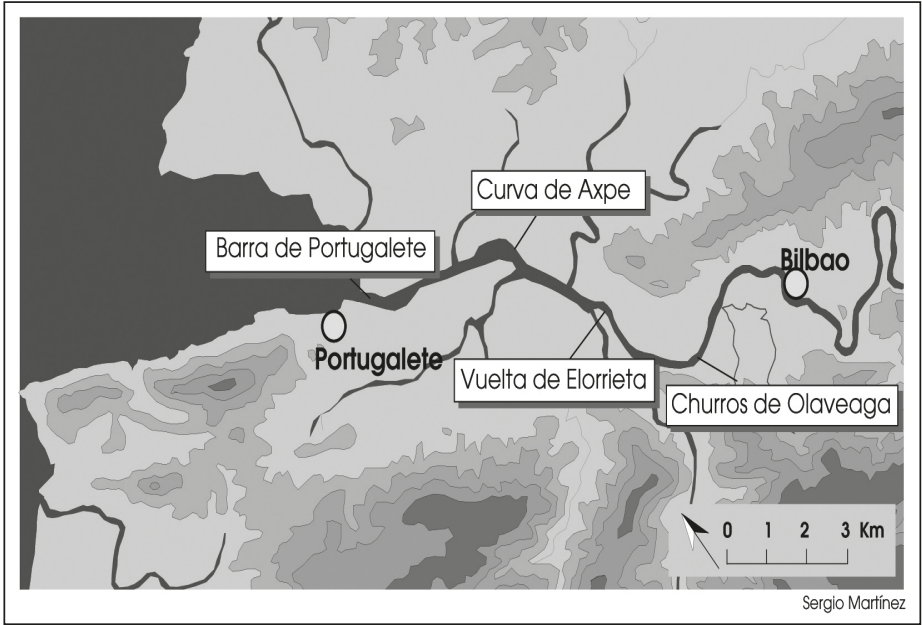 Curva de Axpe
Barra de Portugalete
Bilbao
Portugalete
Vuelta de Elorrieta
Churros de Olaveaga
0 1 2 3 Km
Sergio Martínez